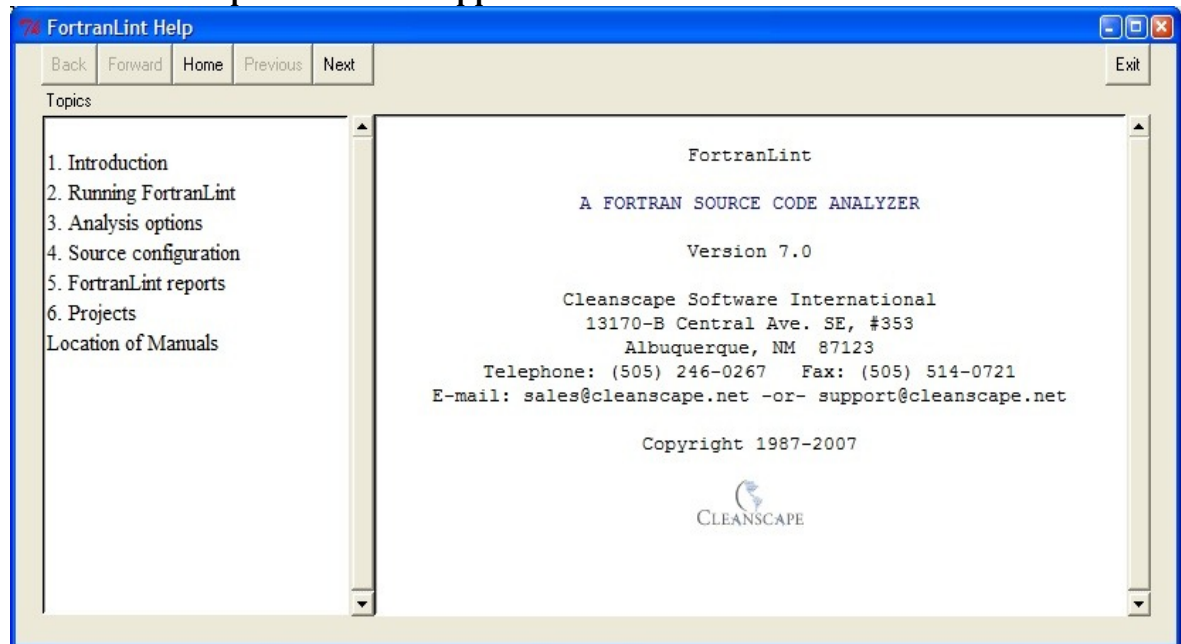 FortranLint Help
Back Forward Home Previous Next Exit
Topics
1. Introduction
2. Running FortranLint
3. Analysis options
4. Source configuration
5. FortranLint reports
6. Projects
Location of Manuals
FortranLint
A FORTRAN SOURCE CODE ANALYZER
Version 7.0
Cleanscape Software International
13170-B Central Ave. SE, #353
Albuquerque, NM 87123
Telephone: (505) 246-0267 Fax: (505) 514-0721
E-mail: sales@cleanscape.net -or- support@cleanscape.net
Copyright 1987-2007
CLEANSCAPE